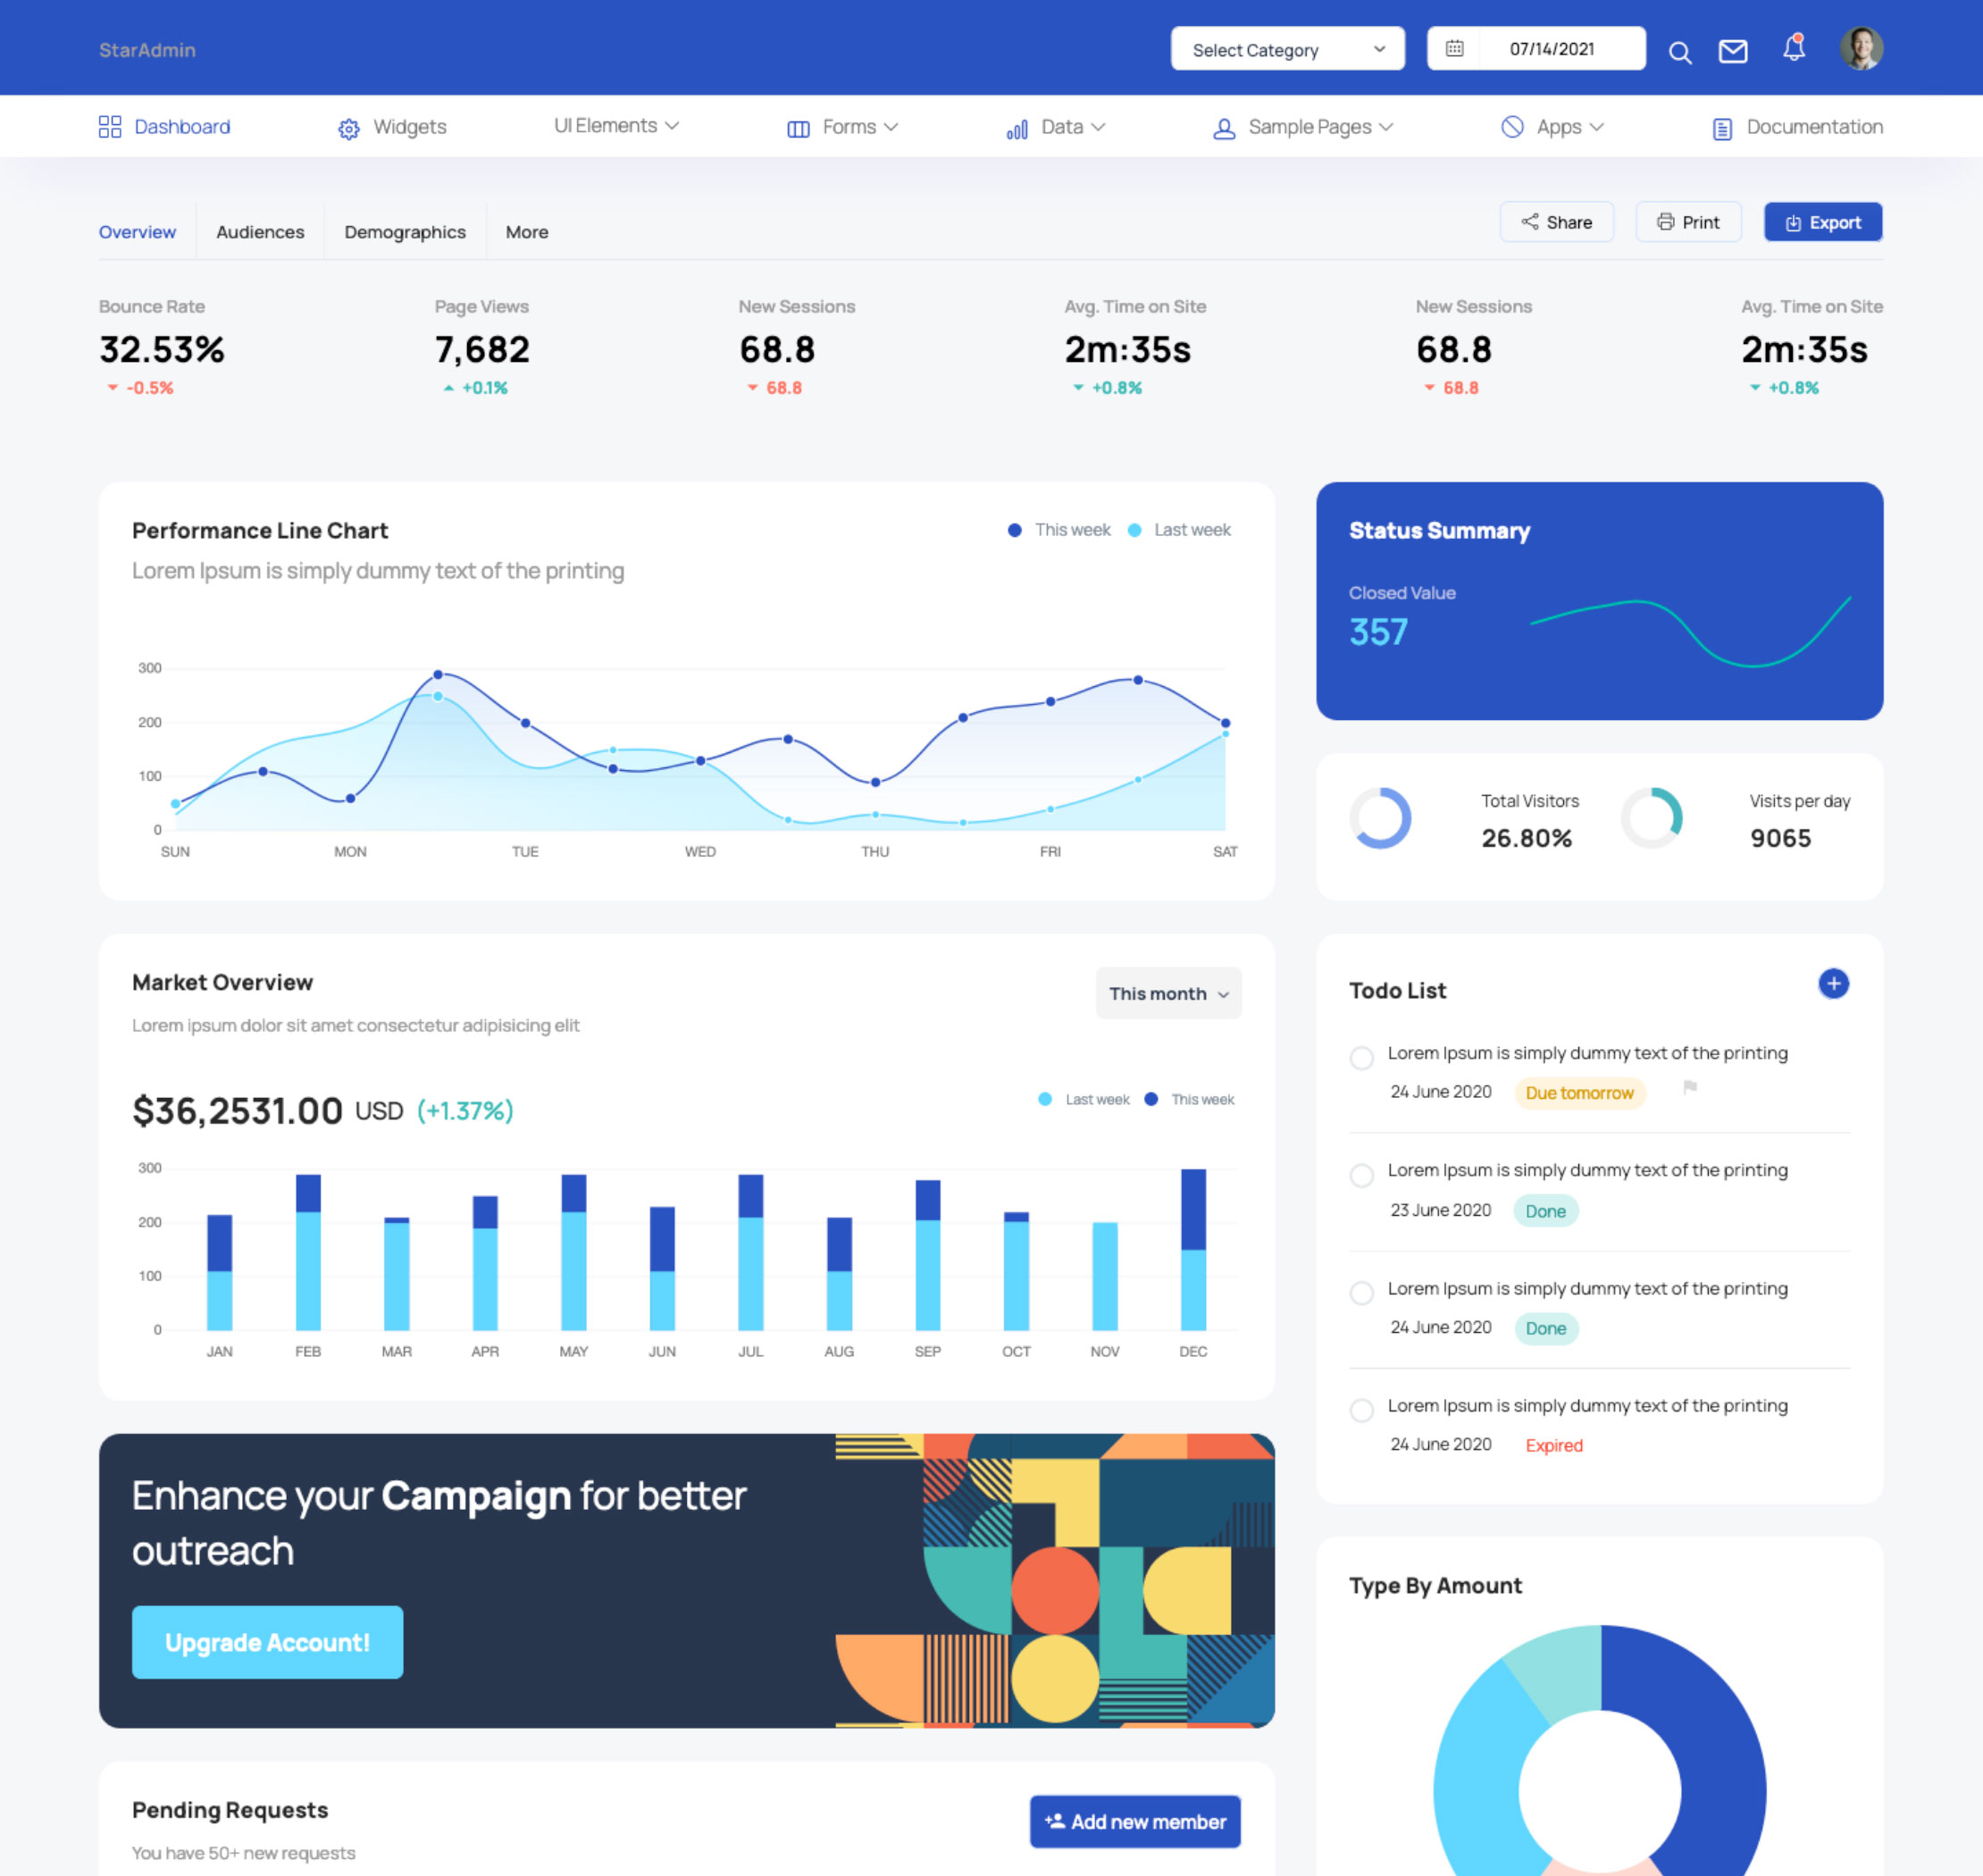 StarAdmin
Select Category
07/14/2021
Dashboard
Widgets
UI Elements
Forms
Data
Sample Pages
Apps
Documentation
Overview
Audiences
Demographics
More
Share
Print
Export
Bounce Rate
32.53%
-0.5%
Page Views
7,682
+0.1%
New Sessions
68.8
68.8
Avg. Time on Site
2m:35s
+0.8%
New Sessions
68.8
68.8
Avg. Time on Site
2m:35s
+0.8%
Performance Line Chart
Lorem Ipsum is simply dummy text of the printing
This week
Last week
300
200
100
0
SUN
MON
TUE
WED
THU
FRI
SAT
Status Summary
Closed Value
357
Total Visitors
26.80%
Visits per day
9065
Market Overview
Lorem ipsum dolor sit amet consectetur adipisicing elit
This month
$36,2531.00 USD (+1.37%)
Last week
This week
300
200
100
0
JAN
FEB
MAR
APR
MAY
JUN
JUL
AUG
SEP
OCT
NOV
DEC
Todo List
Lorem Ipsum is simply dummy text of the printing
24 June 2020
Due tomorrow
Lorem Ipsum is simply dummy text of the printing
23 June 2020
Done
Lorem Ipsum is simply dummy text of the printing
24 June 2020
Done
Lorem Ipsum is simply dummy text of the printing
24 June 2020
Expired
Enhance your Campaign for better
outreach
Upgrade Account!
Type By Amount
Pending Requests
You have 50+ new requests
Add new member